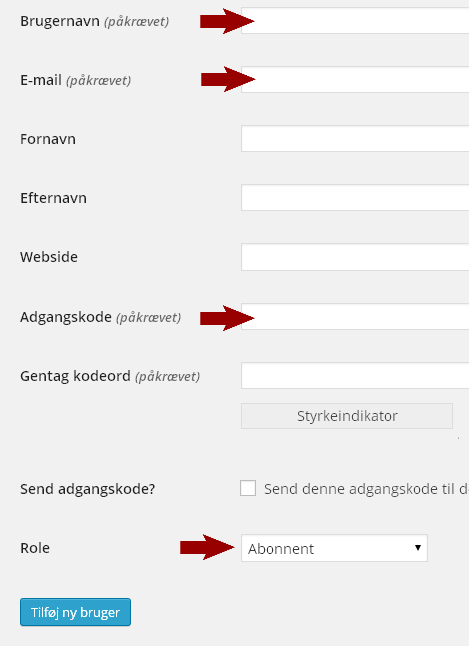 Brugernavn (påkrævet)
E-mail (påkrævet)
Fornavn
Efternavn
Webside
Adgangskode (påkrævet)
Gentag kodeord (påkrævet)
Styrkeindikator
Send adgangskode? Send denne adgangskode til d
Role Abonnent
Tilføj ny bruger